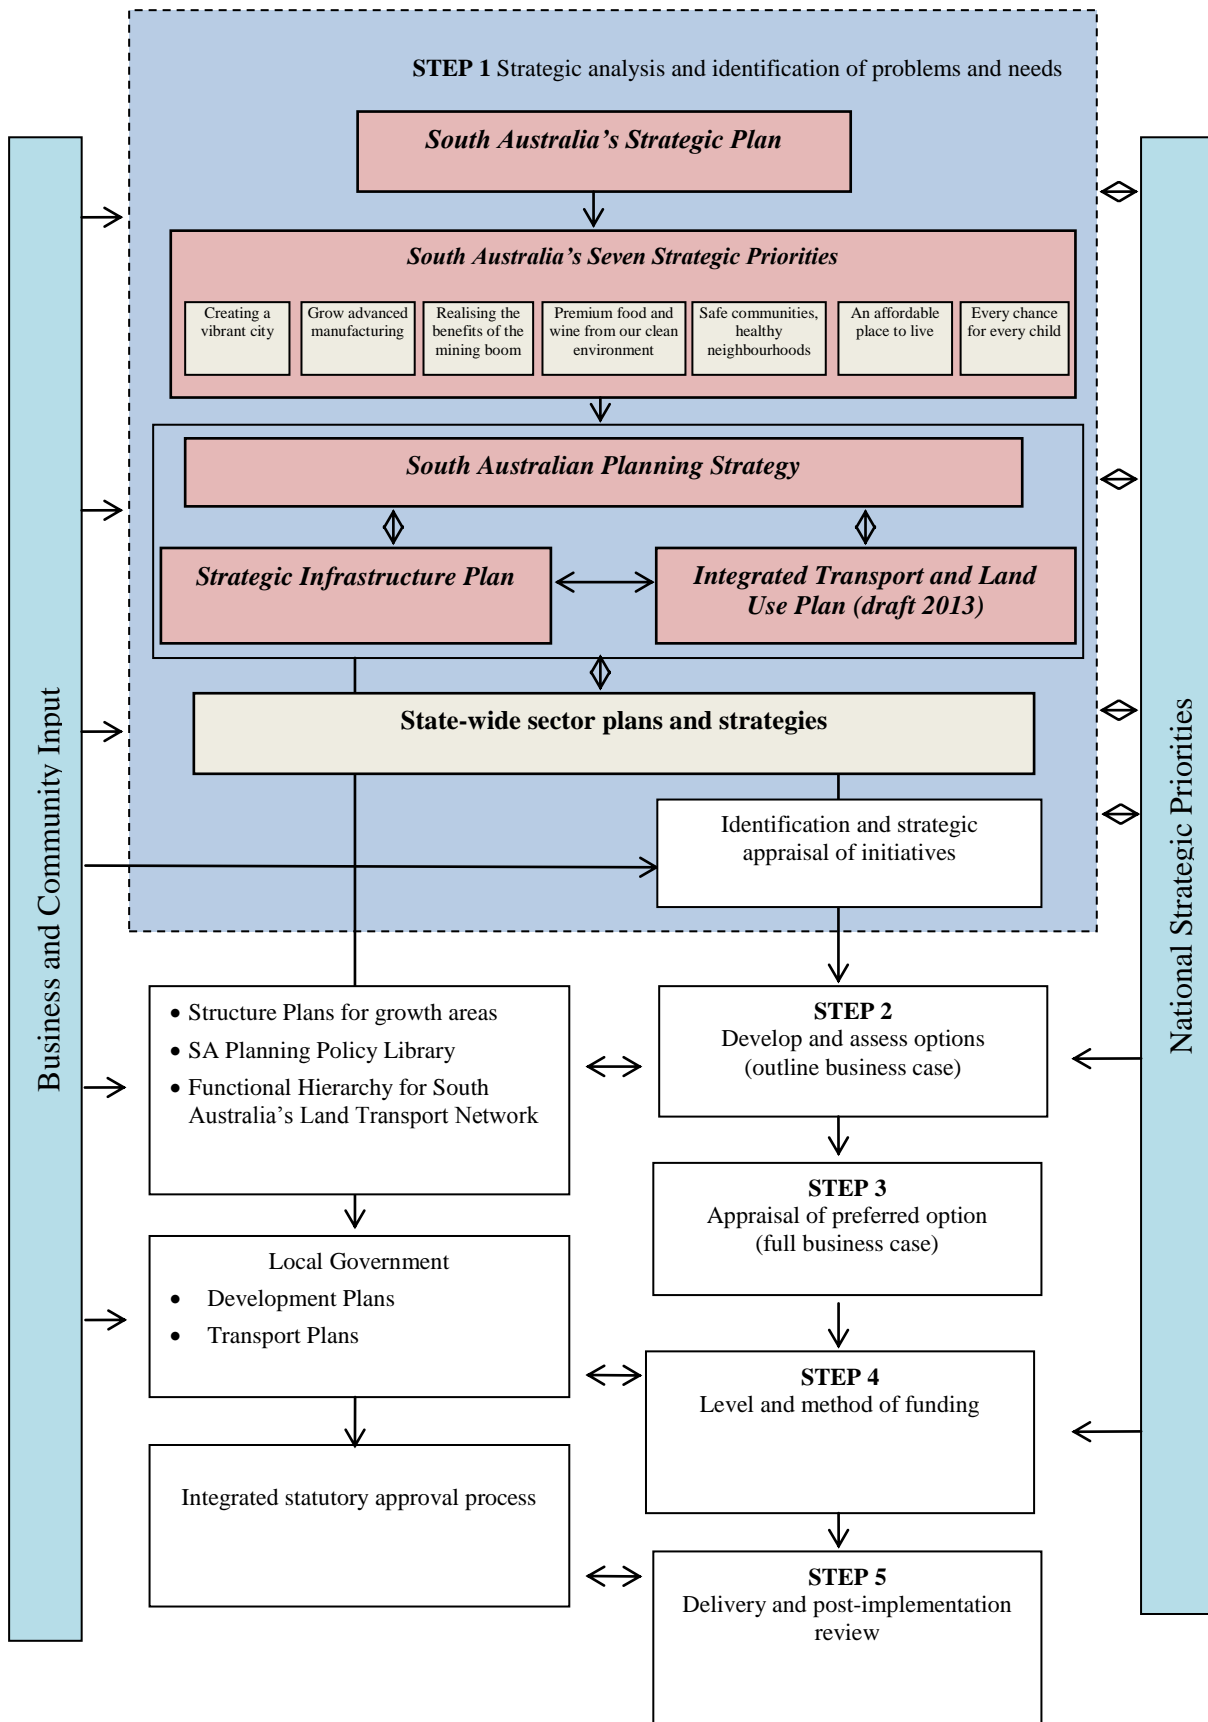 STEP 1 Strategic analysis and identification of problems and needs
South Australia’s Strategic Plan
South Australia’s Seven Strategic Priorities
Creating a
vibrant city
Grow advanced
manufacturing
Realising the
benefits of the
mining boom
Premium food and
wine from our clean
environment
Safe communities,
healthy
neighbourhoods
An affordable
place to live
Every chance
for every child
South Australian Planning Strategy
Strategic Infrastructure Plan
Integrated Transport and Land
Use Plan (draft 2013)
State-wide sector plans and strategies
Identification and strategic
appraisal of initiatives
Business and Community Input
National Strategic Priorities
• Structure Plans for growth areas
• SA Planning Policy Library
• Functional Hierarchy for South
Australia’s Land Transport Network
STEP 2
Develop and assess options
(outline business case)
STEP 3
Appraisal of preferred option
(full business case)
Local Government
• Development Plans
• Transport Plans
STEP 4
Level and method of funding
Integrated statutory approval process
STEP 5
Delivery and post-implementation
review